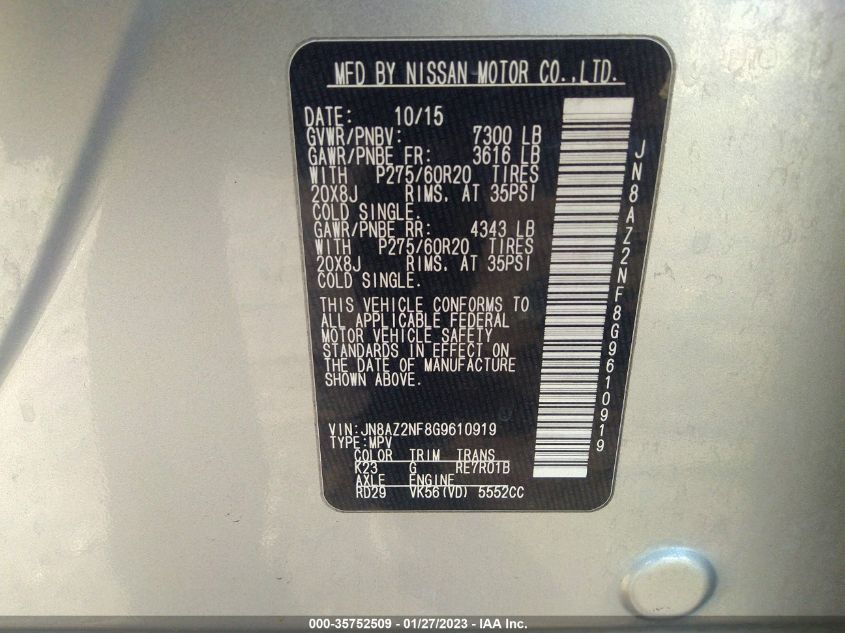 MFD BY NISSAN MOTOR CO.,LTD.
DATE: 10/15
GVWR/PNBV: 7300 LB
GAWR/PNBE FR: 3616 LB
WITH P275/60R20 TIRES
20X8J RIMS. AT 35PSI
COLD SINGLE.
GAWR/PNBE RR: 4343 LB
WITH P275/60R20 TIRES
20X8J RIMS. AT 35PSI
COLD SINGLE.
THIS VEHICLE CONFORMS TO
ALL APPLICABLE FEDERAL
MOTOR VEHICLE SAFETY
STANDARDS IN EFFECT ON
THE DATE OF MANUFACTURE
SHOWN ABOVE.
VIN:JN8AZ2NF8G9610919
TYPE:MPV
COLOR TRIM TRANS
K23 G RE7R01B
AXLE ENGINE
RD29 VK56(VD) 5552CC
JN8AZ2NF8G9610919
000-35752509 — 01/27/2023 — IAA Inc.